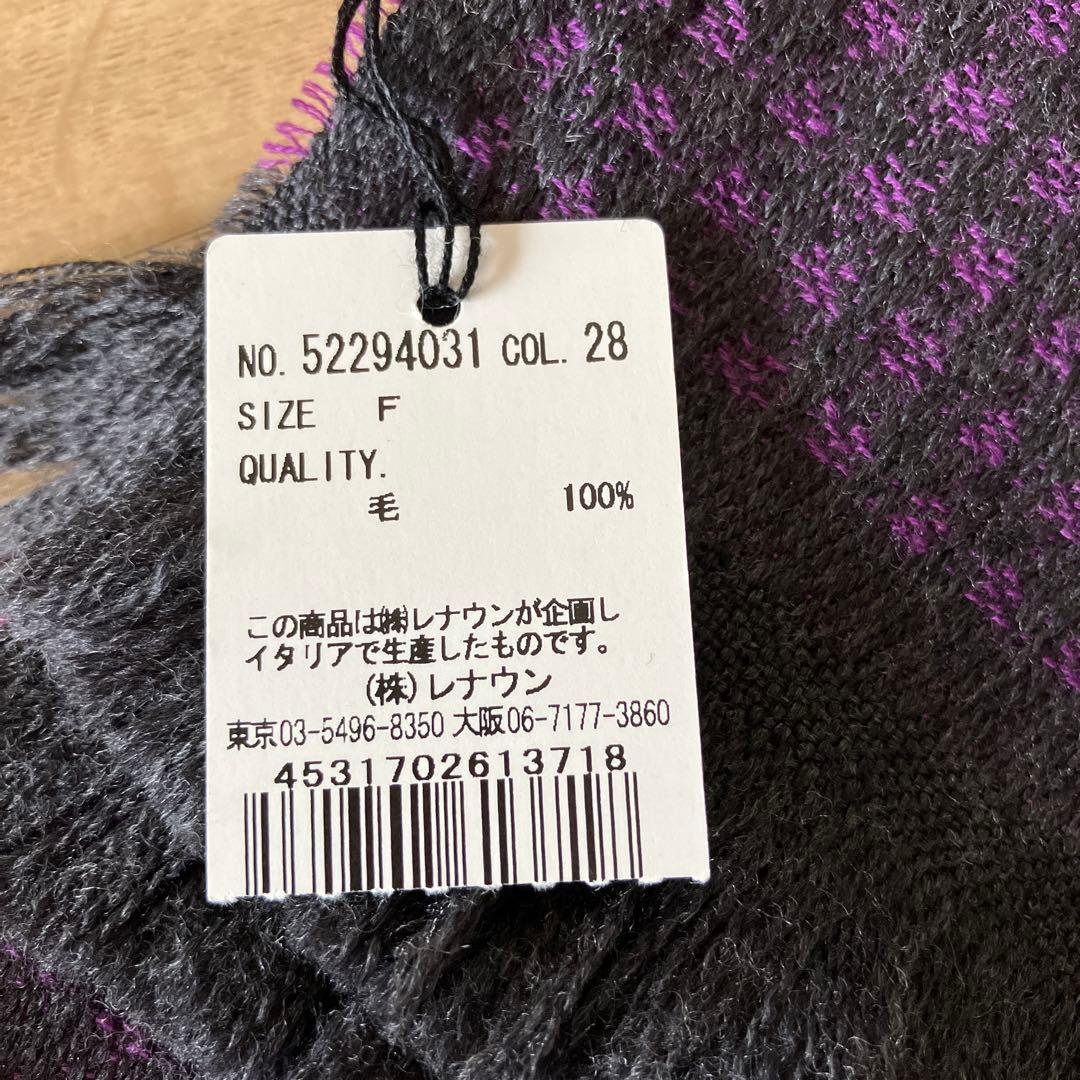 NO. 52294031 COL. 28
SIZE F
QUALITY.
毛 100%
この商品は㈱レナウンが企画し
イタリアで生産したものです。
(株)レナウン
東京03-5496-8350 大阪06-7177-3860
4531702613718